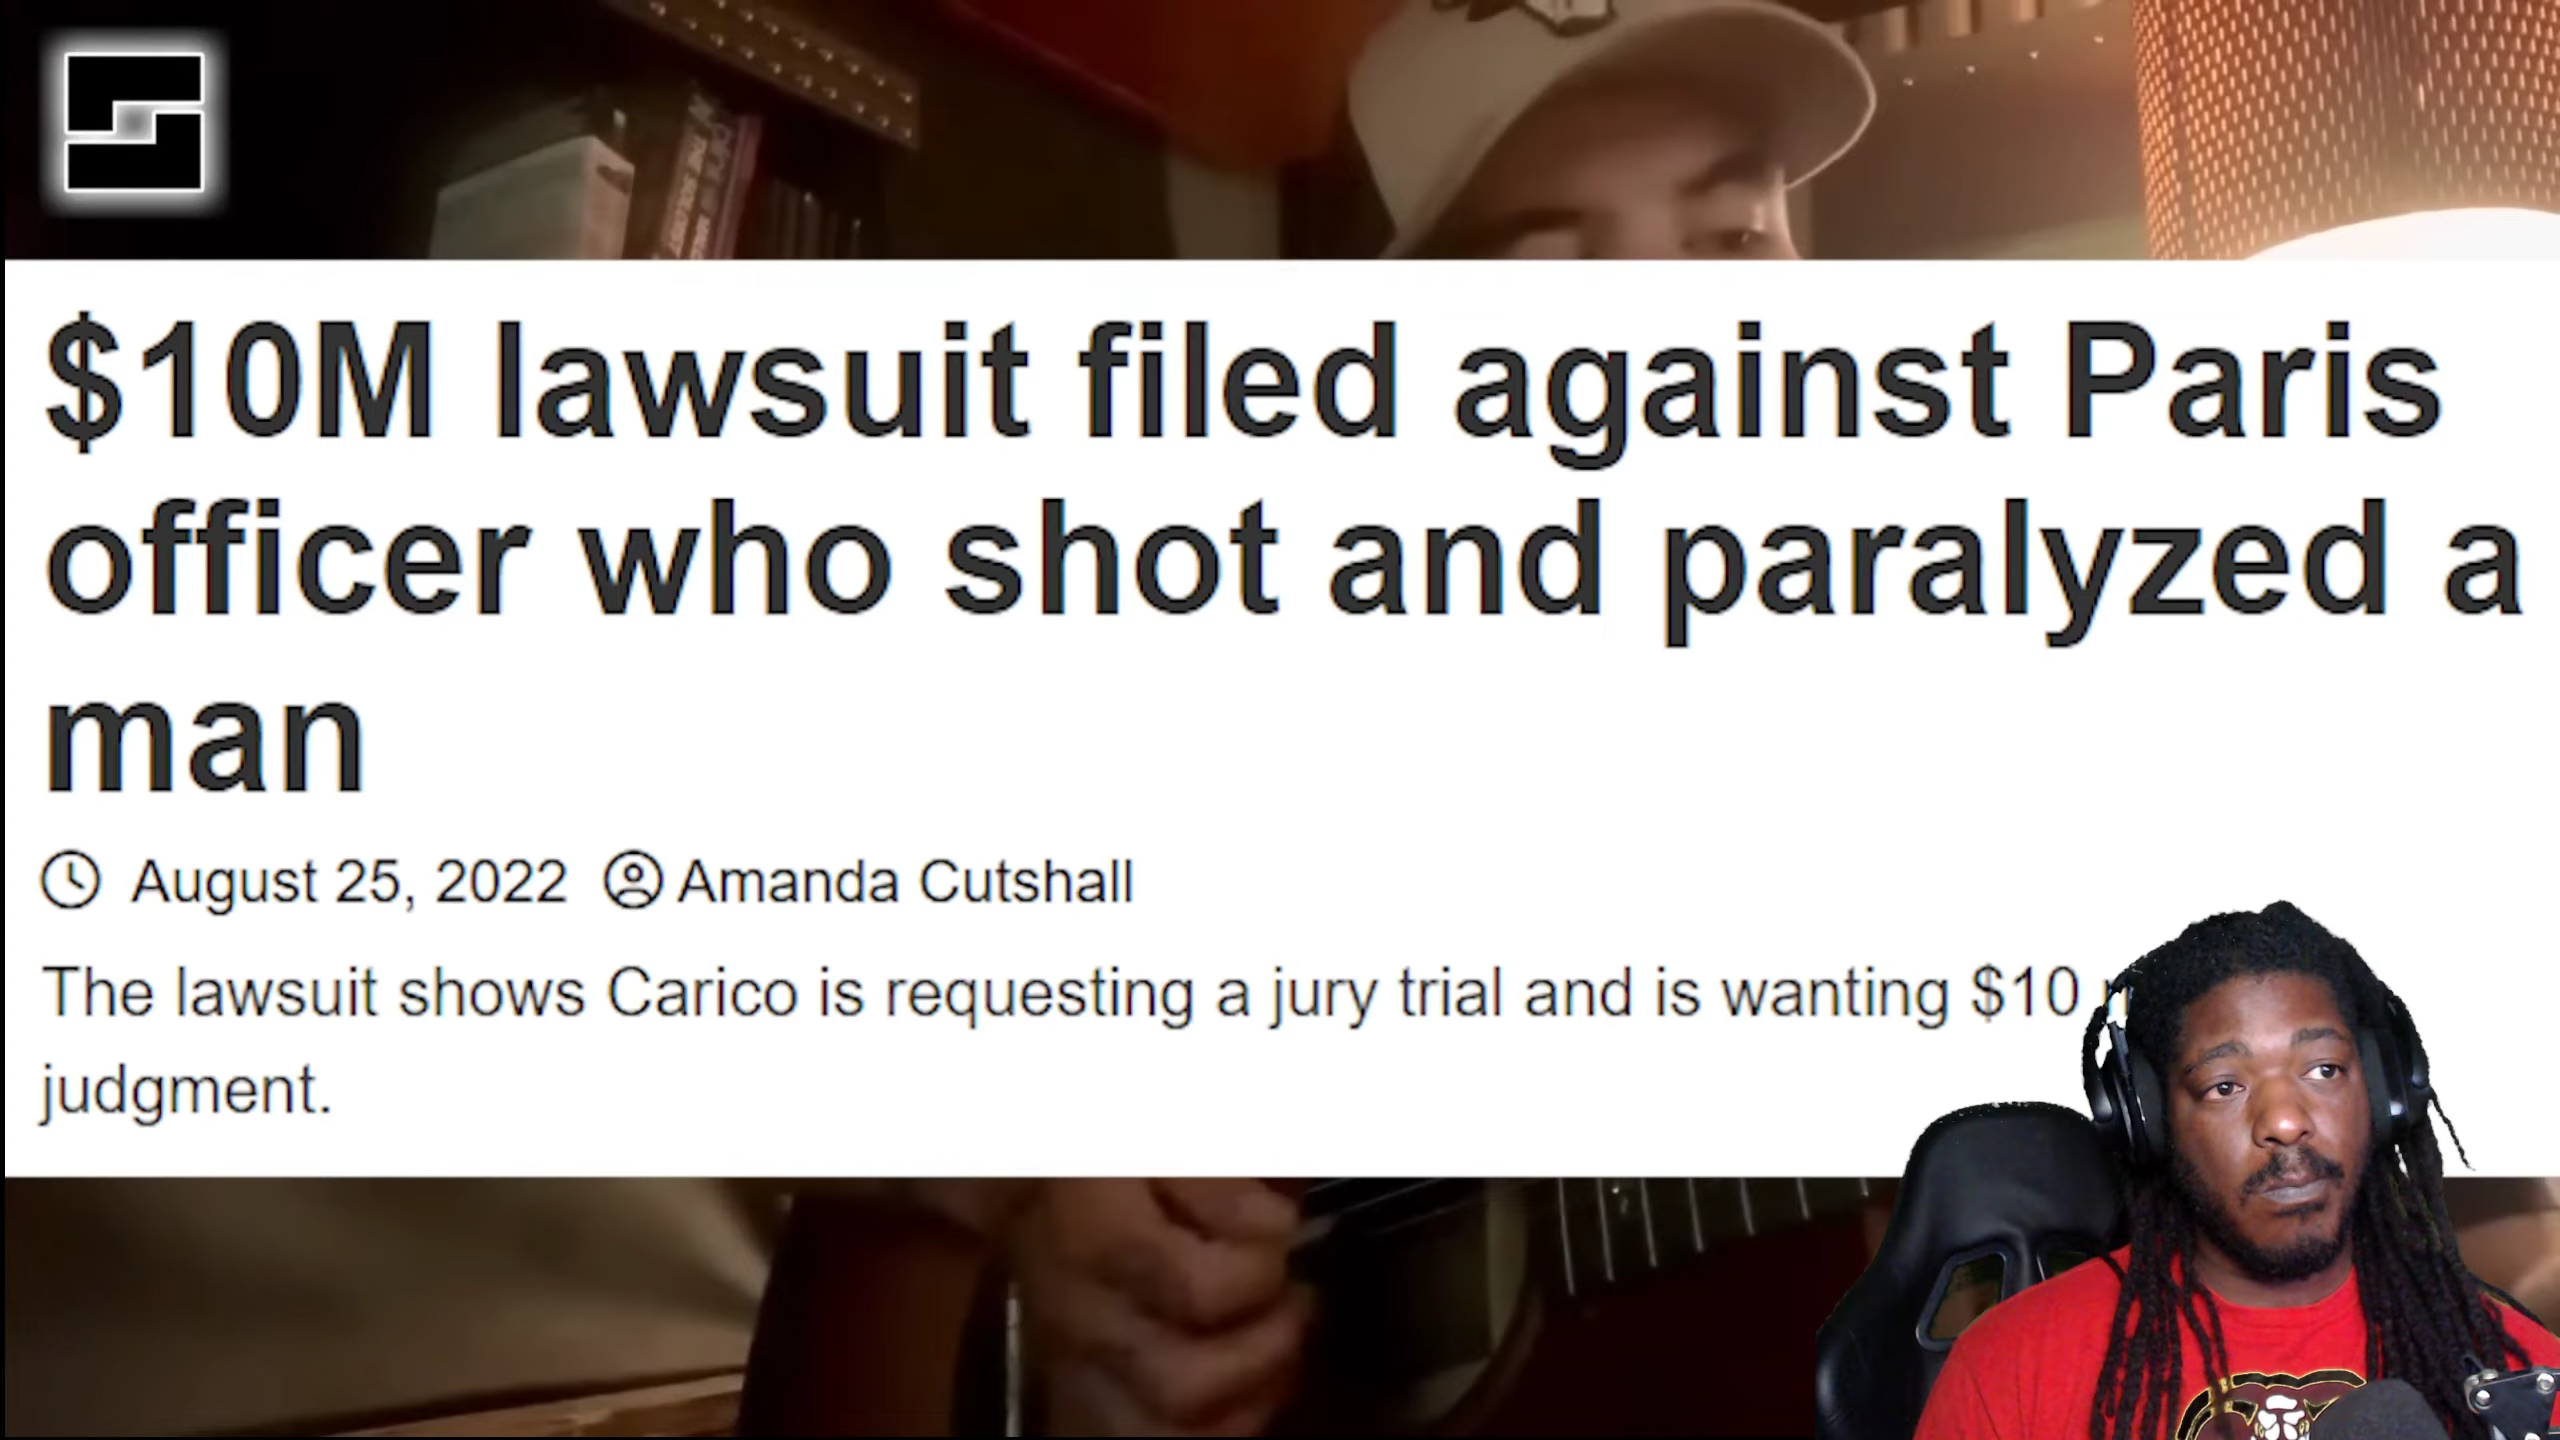 $10M lawsuit filed against Paris
officer who shot and paralyzed a
man
August 25, 2022 Amanda Cutshall
The lawsuit shows Carico is requesting a jury trial and is wanting $10
judgment.